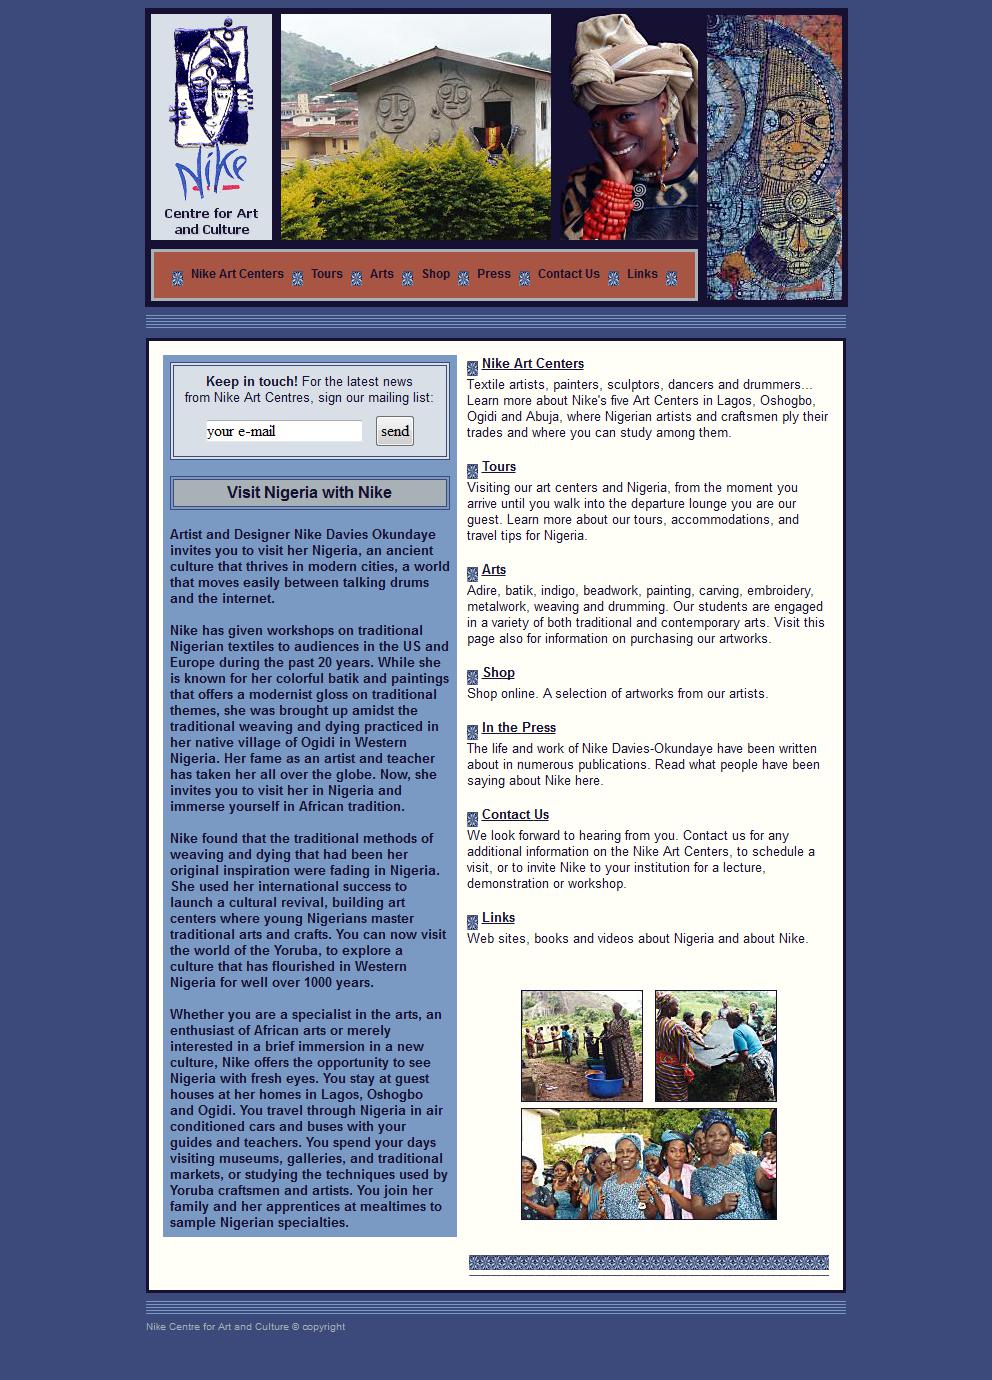 Nike
Centre for Art
and Culture
Nike Art Centers Tours Arts Shop Press Contact Us Links
Keep in touch! For the latest news
from Nike Art Centres, sign our mailing list:
your e-mail send
Visit Nigeria with Nike
Artist and Designer Nike Davies Okundaye
invites you to visit her Nigeria, an ancient
culture that thrives in modern cities, a world
that moves easily between talking drums
and the internet.
Nike has given workshops on traditional
Nigerian textiles to audiences in the US and
Europe during the past 20 years. While she
is known for her colorful batik and paintings
that offers a modernist gloss on traditional
themes, she was brought up amidst the
traditional weaving and dying practiced in
her native village of Ogidi in Western
Nigeria. Her fame as an artist and teacher
has taken her all over the globe. Now, she
invites you to visit her in Nigeria and
immerse yourself in African tradition.
Nike found that the traditional methods of
weaving and dying that had been her
original inspiration were fading in Nigeria.
She used her international success to
launch a cultural revival, building art
centers where young Nigerians master
traditional arts and crafts. You can now visit
the world of the Yoruba, to explore a
culture that has flourished in Western
Nigeria for well over 1000 years.
Whether you are a specialist in the arts, an
enthusiast of African arts or merely
interested in a brief immersion in a new
culture, Nike offers the opportunity to see
Nigeria with fresh eyes. You stay at guest
houses at her homes in Lagos, Oshogbo
and Ogidi. You travel through Nigeria in air
conditioned cars and buses with your
guides and teachers. You spend your days
visiting museums, galleries, and traditional
markets, or studying the techniques used by
Yoruba craftsmen and artists. You join her
family and her apprentices at mealtimes to
sample Nigerian specialties.
Nike Art Centers
Textile artists, painters, sculptors, dancers and drummers...
Learn more about Nike's five Art Centers in Lagos, Oshogbo,
Ogidi and Abuja, where Nigerian artists and craftsmen ply their
trades and where you can study among them.
Tours
Visiting our art centers and Nigeria, from the moment you
arrive until you walk into the departure lounge you are our
guest. Learn more about our tours, accommodations, and
travel tips for Nigeria.
Arts
Adire, batik, indigo, beadwork, painting, carving, embroidery,
metalwork, weaving and drumming. Our students are engaged
in a variety of both traditional and contemporary arts. Visit this
page also for information on purchasing our artworks.
Shop
Shop online. A selection of artworks from our artists.
In the Press
The life and work of Nike Davies-Okundaye have been written
about in numerous publications. Read what people have been
saying about Nike here.
Contact Us
We look forward to hearing from you. Contact us for any
additional information on the Nike Art Centers, to schedule a
visit, or to invite Nike to your institution for a lecture,
demonstration or workshop.
Links
Web sites, books and videos about Nigeria and about Nike.
Nike Centre for Art and Culture © copyright